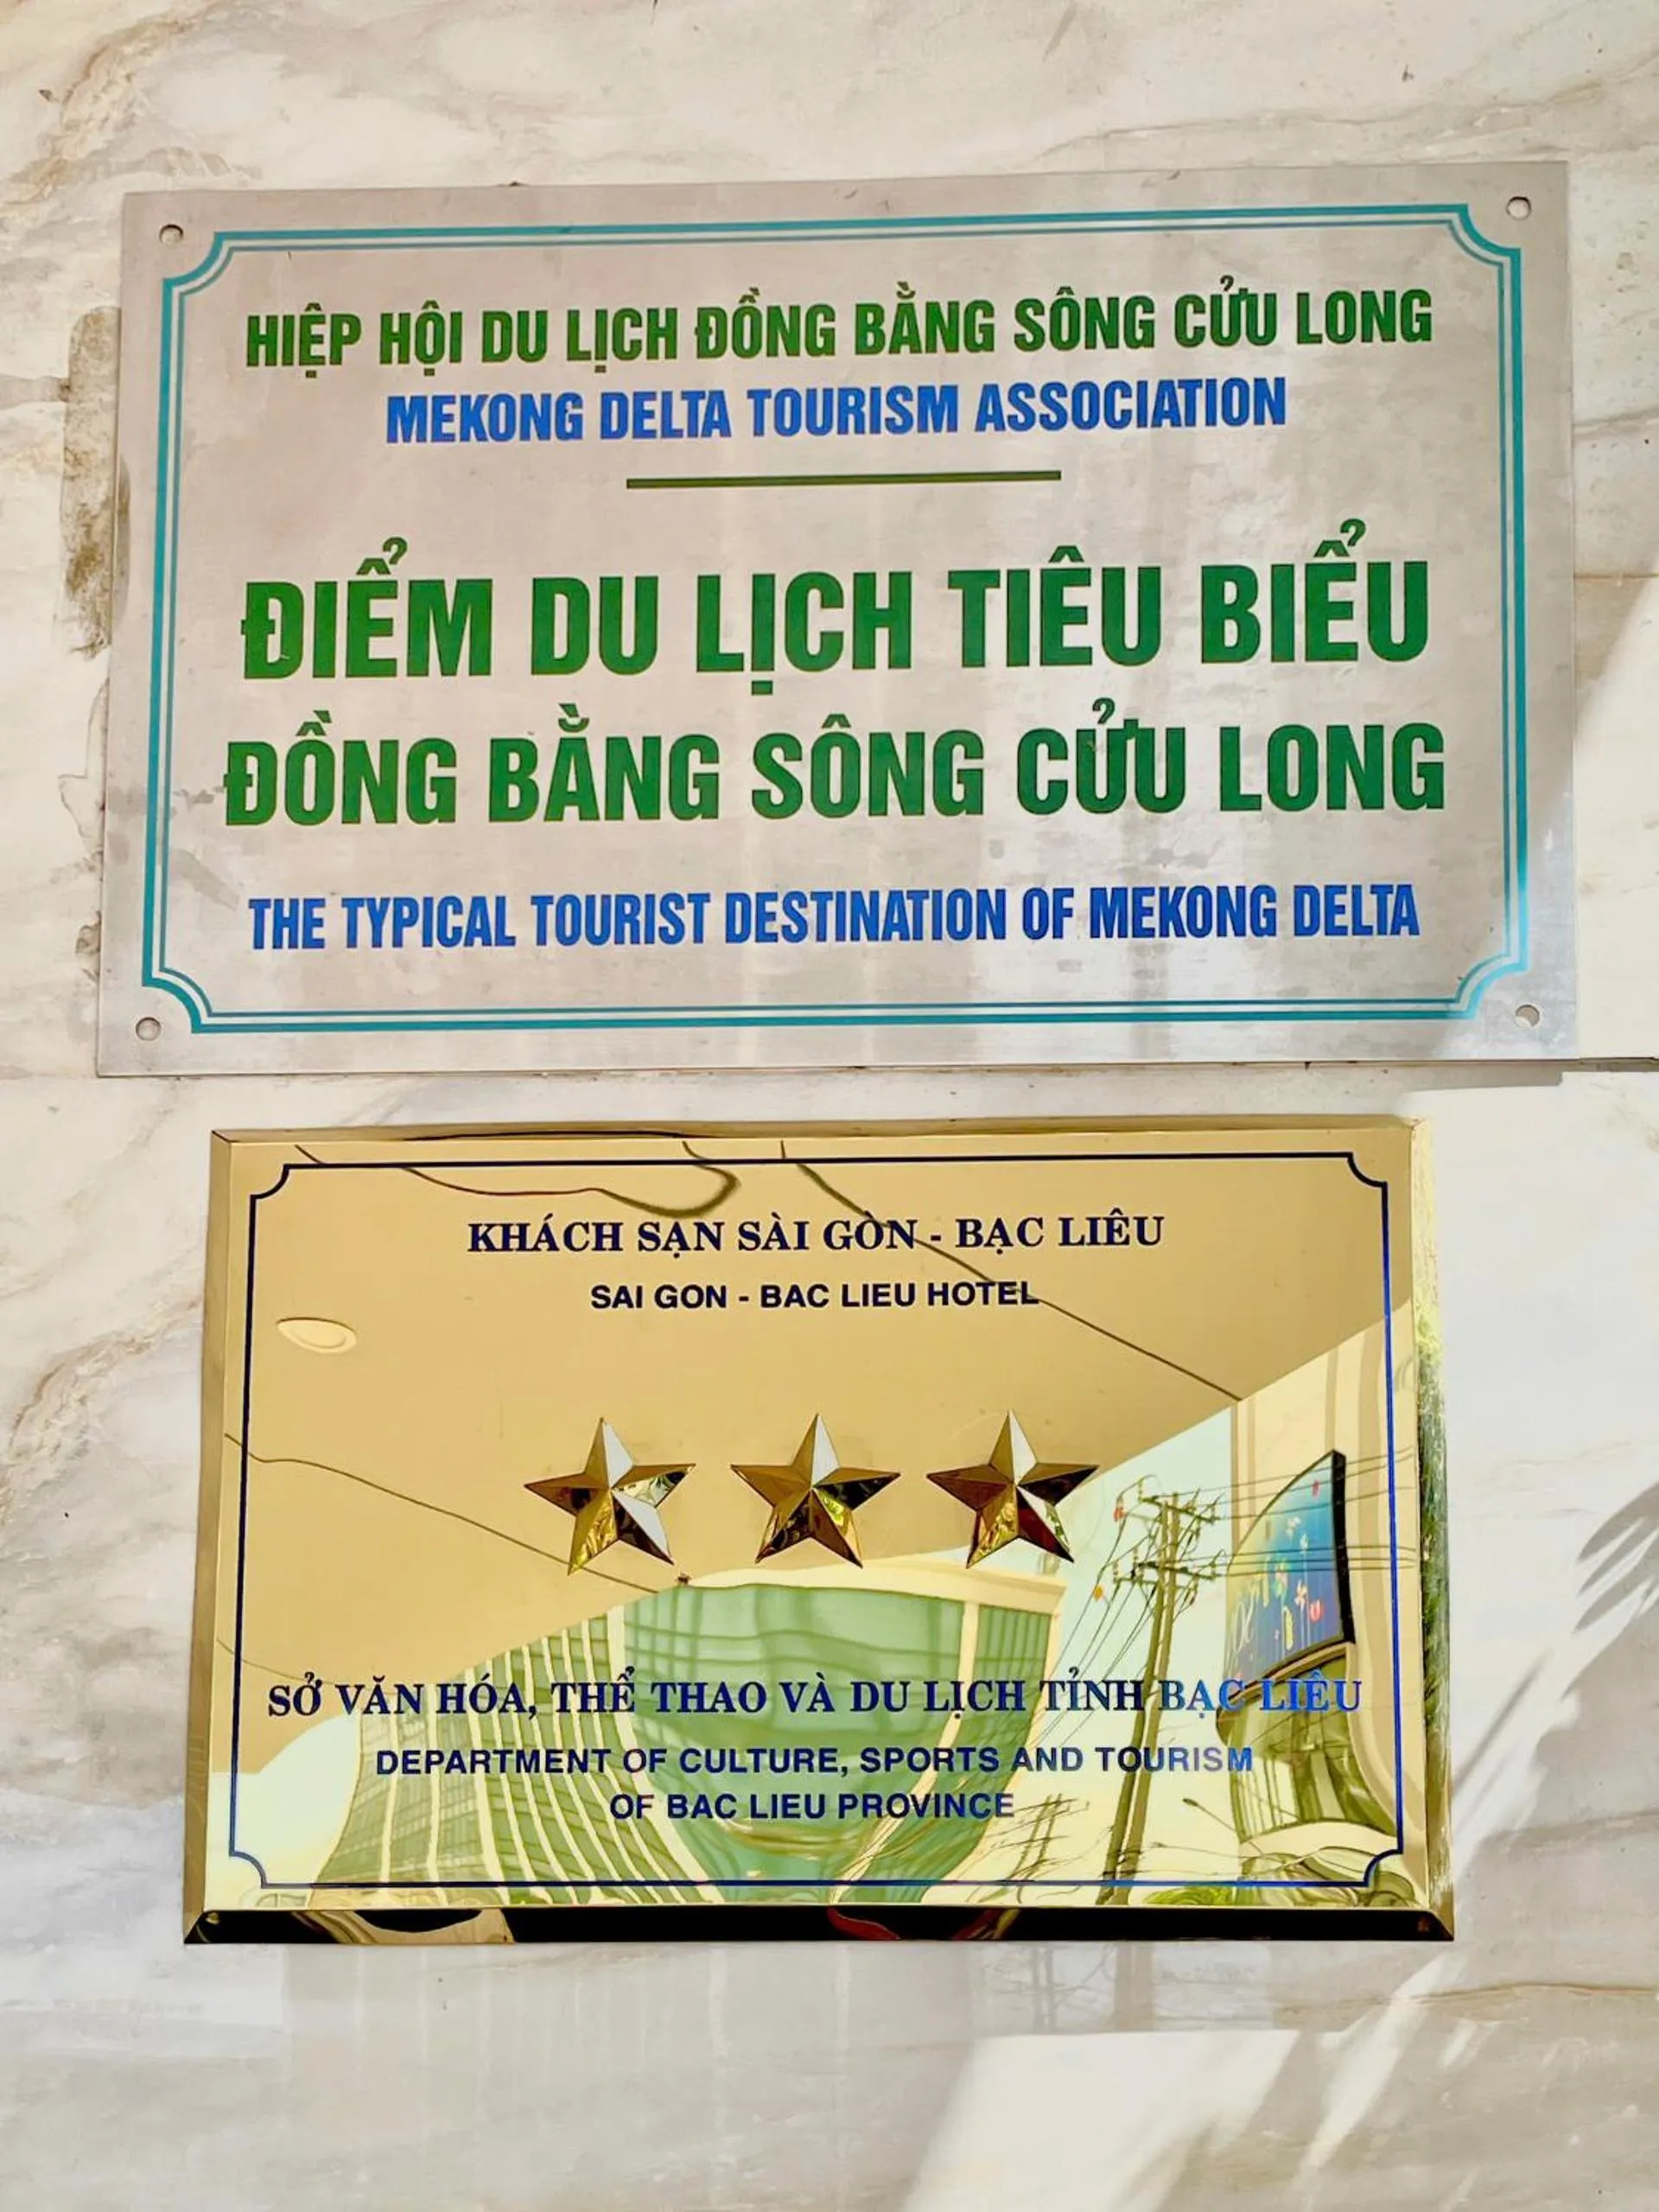 HIỆP HỘI DU LỊCH ĐỒNG BẰNG SÔNG CỬU LONG
MEKONG DELTA TOURISM ASSOCIATION
ĐIỂM DU LỊCH TIÊU BIỂU
ĐỒNG BẰNG SÔNG CỬU LONG
THE TYPICAL TOURIST DESTINATION OF MEKONG DELTA
KHÁCH SẠN SÀI GÒN - BẠC LIÊU
SAI GON - BAC LIEU HOTEL
SỞ VĂN HÓA, THỂ THAO VÀ DU LỊCH TỈNH BẠC LIÊU
DEPARTMENT OF CULTURE, SPORTS AND TOURISM
OF BAC LIEU PROVINCE